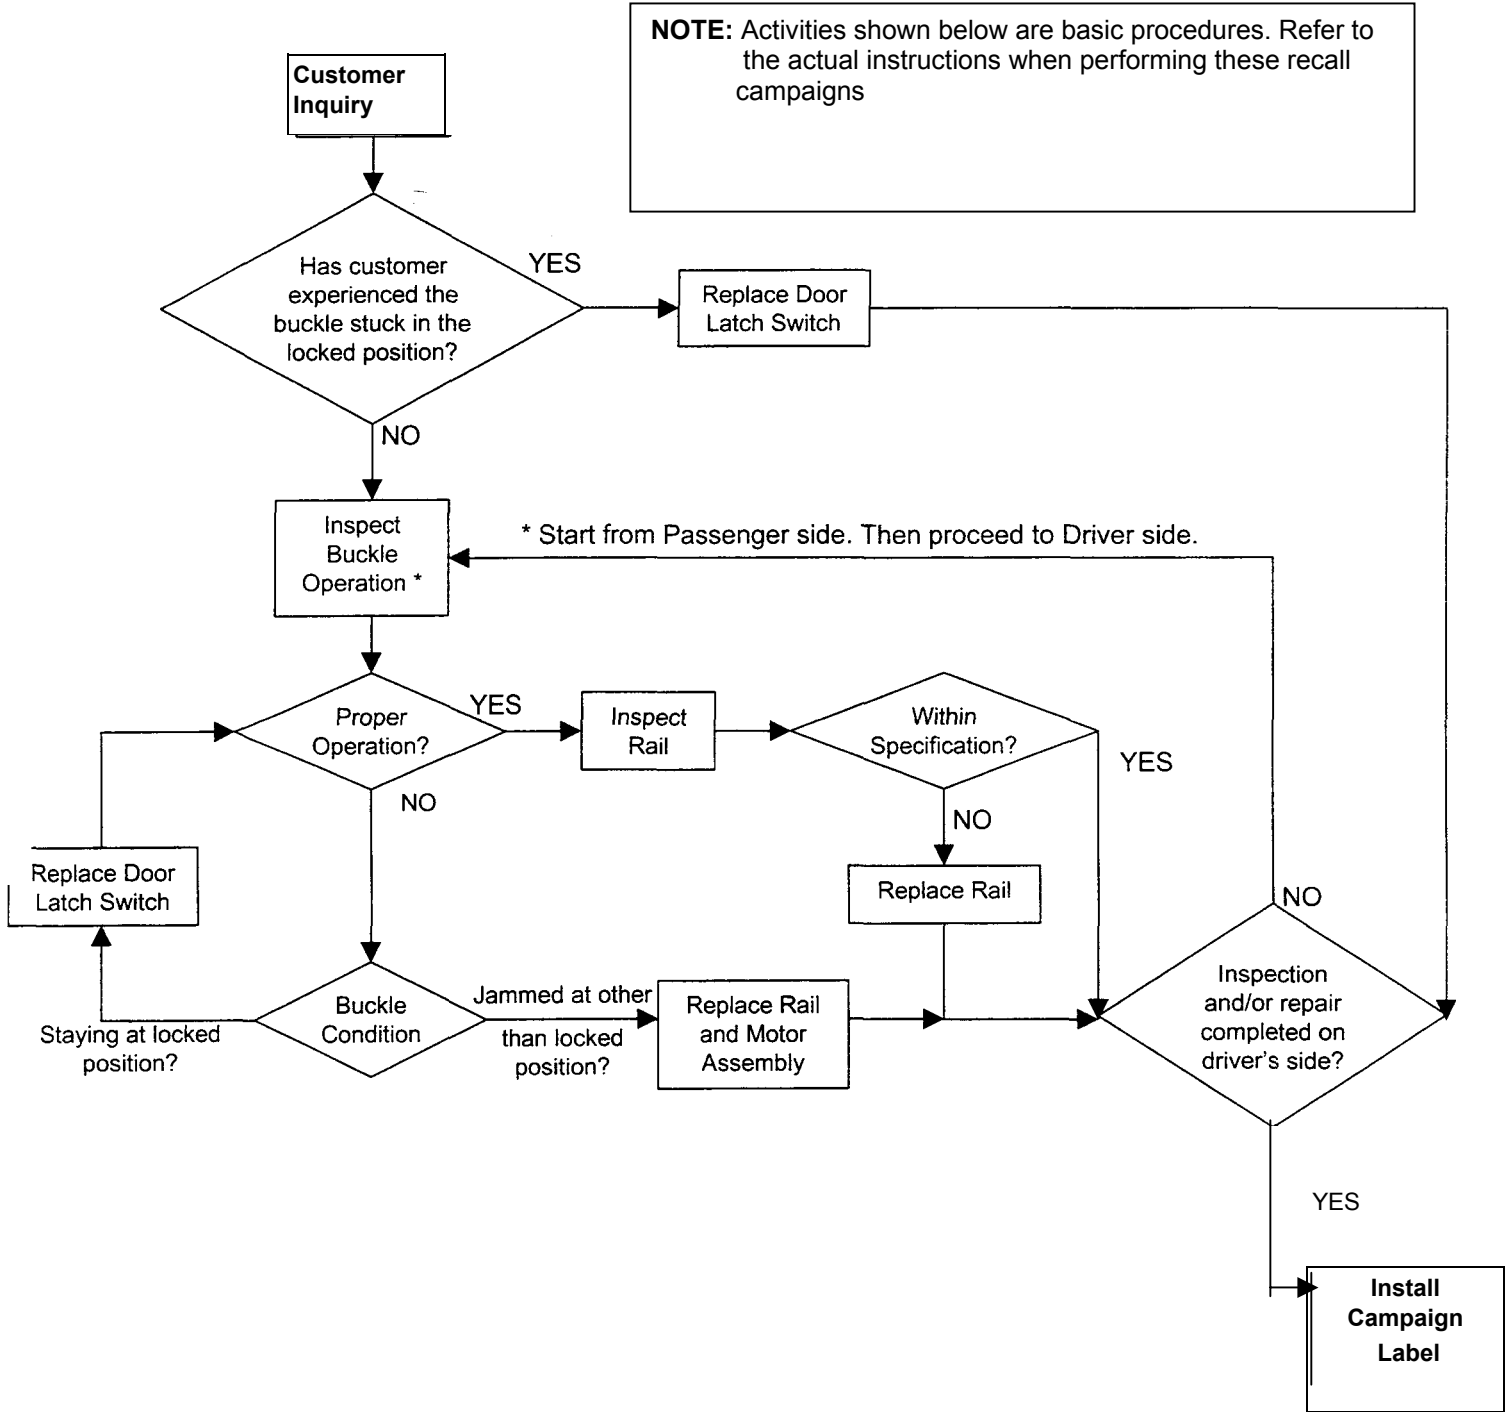 NOTE: Activities shown below are basic procedures. Refer to
the actual instructions when performing these recall
campaigns
Customer
Inquiry
Has customer
experienced the
buckle stuck in the
locked position?
YES
Replace Door
Latch Switch
NO
Inspect
Buckle
Operation *
* Start from Passenger side. Then proceed to Driver side.
Proper
Operation?
YES
Inspect
Rail
Within
Specification?
YES
NO
NO
Replace Door
Latch Switch
Replace Rail
NO
Buckle
Condition
Staying at locked
position?
Jammed at other
than locked
position?
Replace Rail
and Motor
Assembly
Inspection
and/or repair
completed on
driver's side?
YES
Install
Campaign
Label